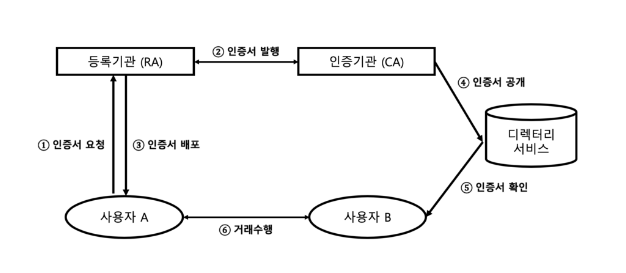 ② 인증서 발행
등록기관 (RA)
인증기관 (CA)
④ 인증서 공개
① 인증서 요청
③ 인증서 배포
디렉터리
서비스
⑤ 인증서 확인
사용자 A
사용자 B
⑥ 거래수행